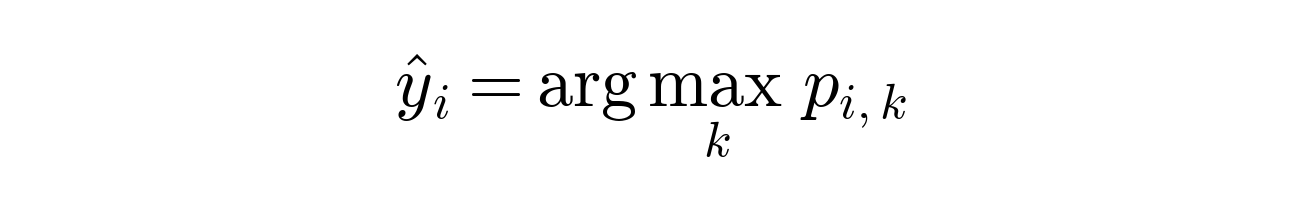 ŷ_i = arg max_k p_{i, k}